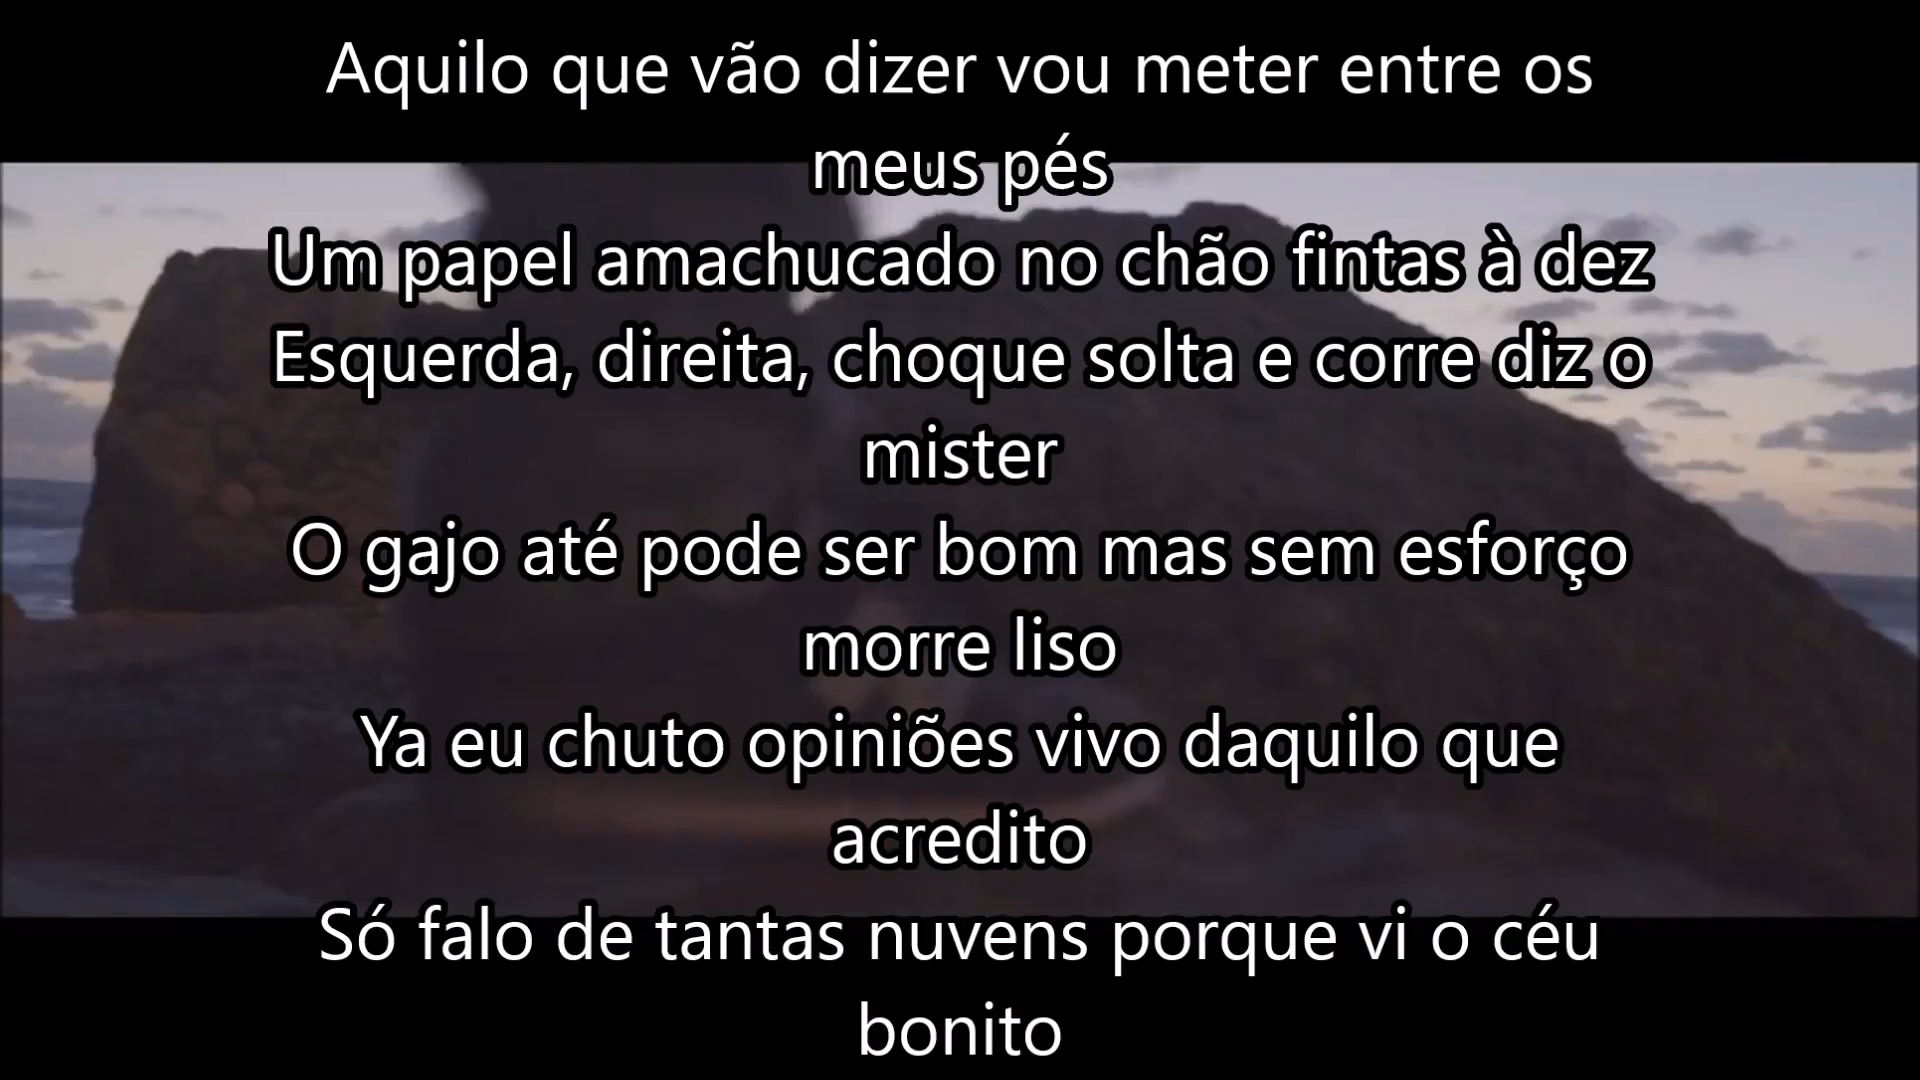 Aquilo que vão dizer vou meter entre os
meus pés
Um papel amachucado no chão fintas à dez
Esquerda, direita, choque solta e corre diz o
mister
O gajo até pode ser bom mas sem esforço
morre liso
Ya eu chuto opiniões vivo daquilo que
acredito
Só falo de tantas nuvens porque vi o céu
bonito